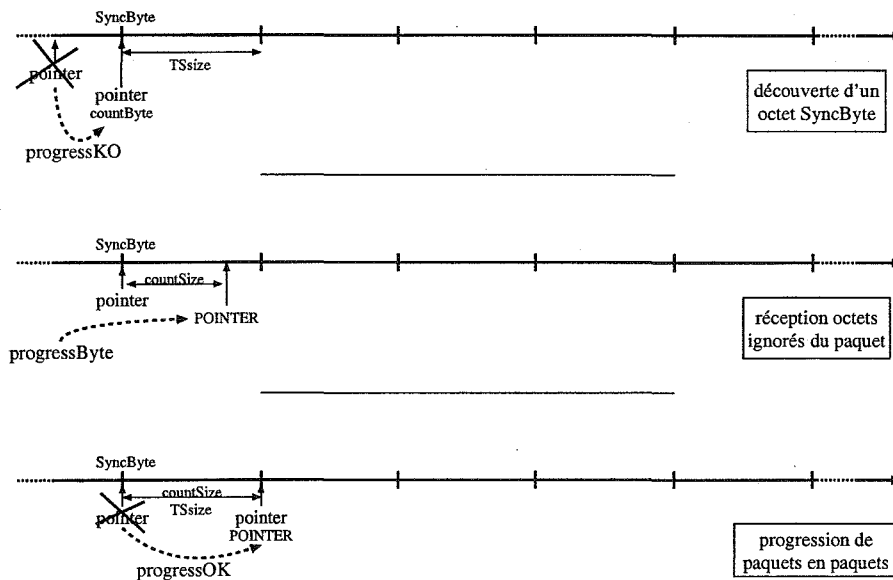 SyncByte
TSsize
pointer
pointer
countByte
progressKO
découverte d'un
octet SyncByte
SyncByte
countSize
pointer
POINTER
progressByte
réception octets
ignorés du paquet
SyncByte
countSize
TSsize
pointer
pointer
POINTER
progressOK
progression de
paquets en paquets